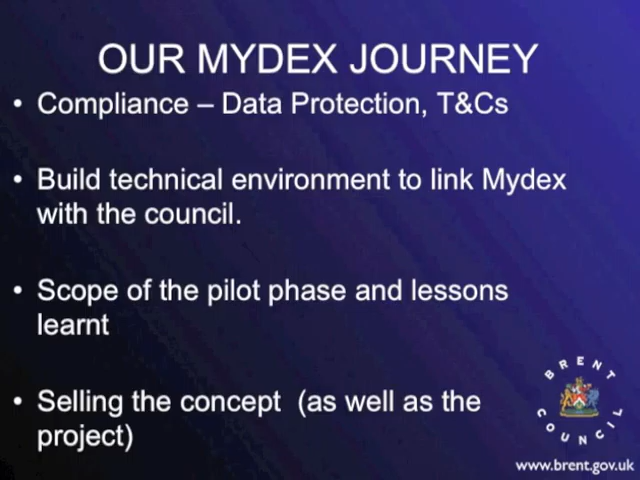 OUR MYDEX JOURNEY
• Compliance – Data Protection, T&Cs
• Build technical environment to link Mydex
with the council.
• Scope of the pilot phase and lessons
learnt
• Selling the concept  (as well as the
project)
BRENT
COUNCIL
www.brent.gov.uk